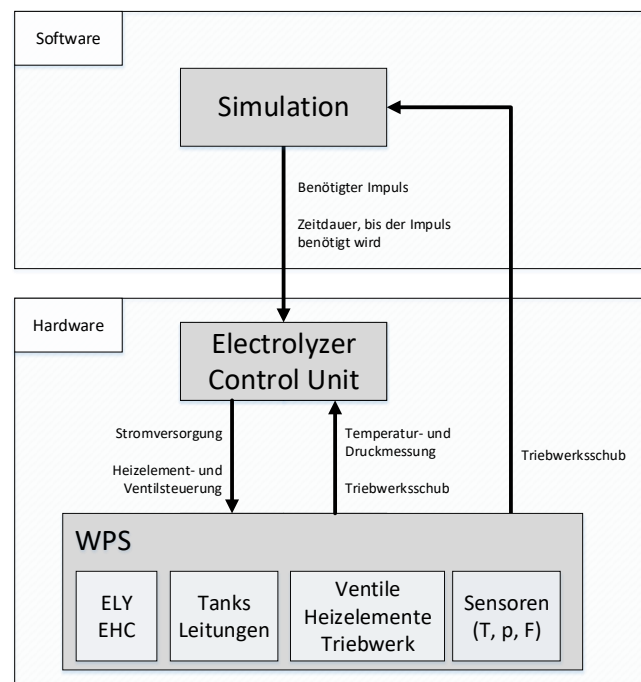 Software
Simulation
Benötigter Impuls
Zeitdauer, bis der Impuls
benötigt wird
Hardware
Electrolyzer
Control Unit
Stromversorgung
Heizelement- und
Ventilsteuerung
Temperatur- und
Druckmessung
Triebwerksschub
Triebwerksschub
WPS
ELY
EHC
Tanks
Leitungen
Ventile
Heizelemente
Triebwerk
Sensoren
(T, p, F)